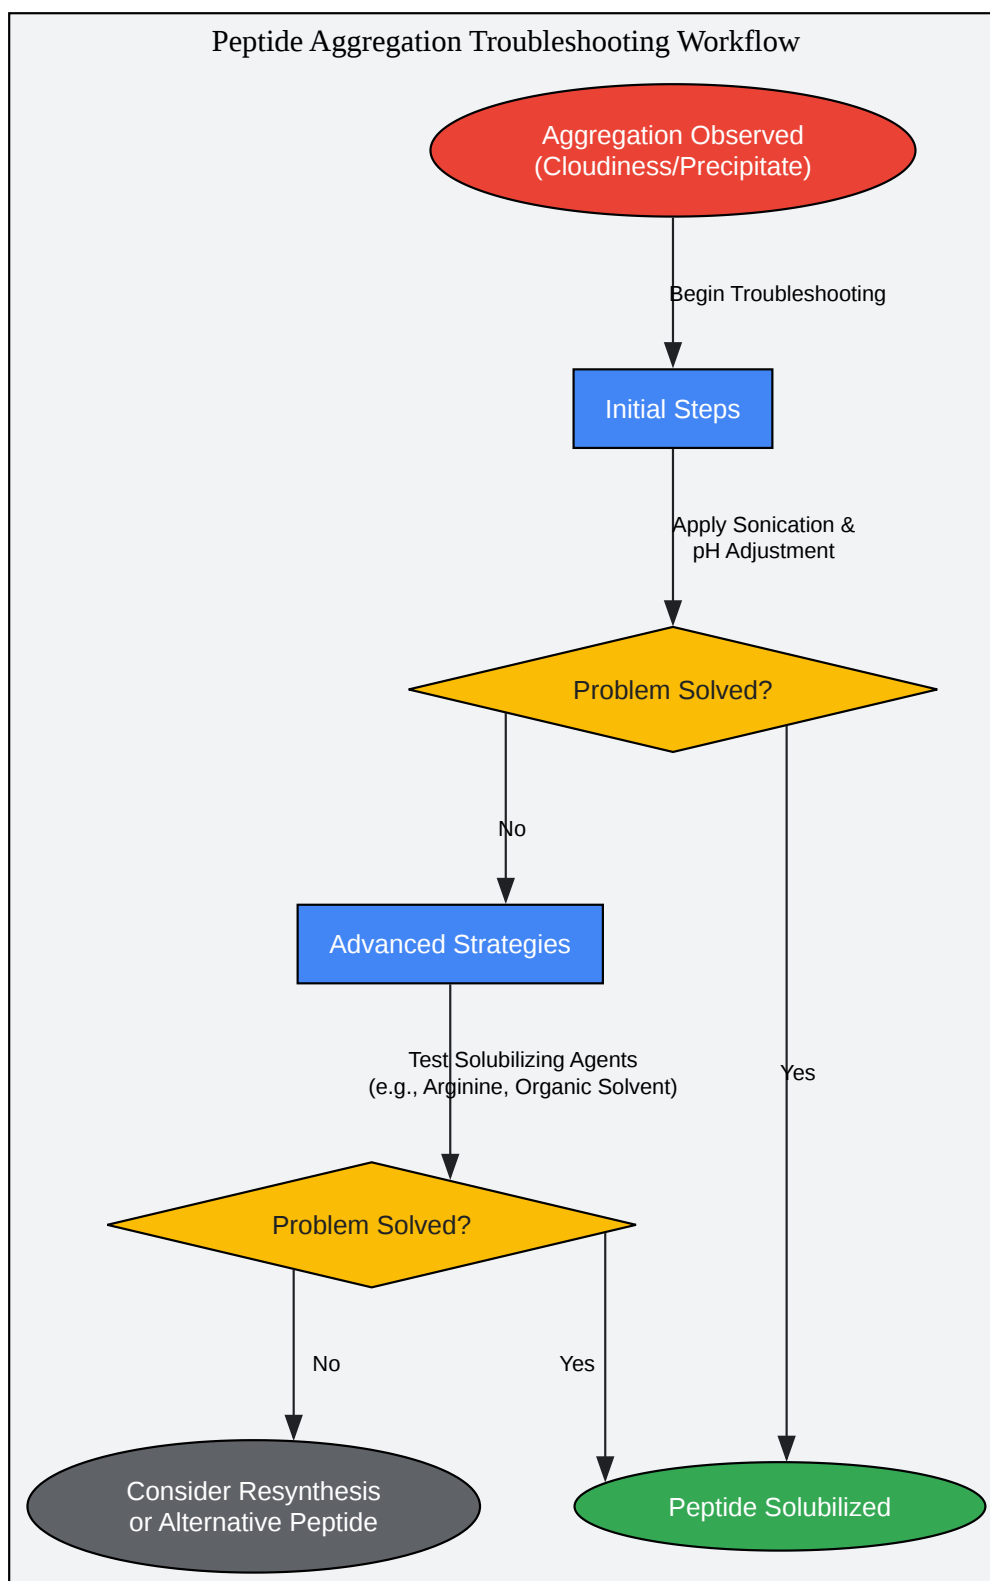 Peptide Aggregation Troubleshooting Workflow
Aggregation Observed
(Cloudiness/Precipitate)
Begin Troubleshooting
Initial Steps
Apply Sonication &
pH Adjustment
Problem Solved?
No
Advanced Strategies
Test Solubilizing Agents
(e.g., Arginine, Organic Solvent)
Yes
Problem Solved?
No
Yes
Consider Resynthesis
or Alternative Peptide
Peptide Solubilized